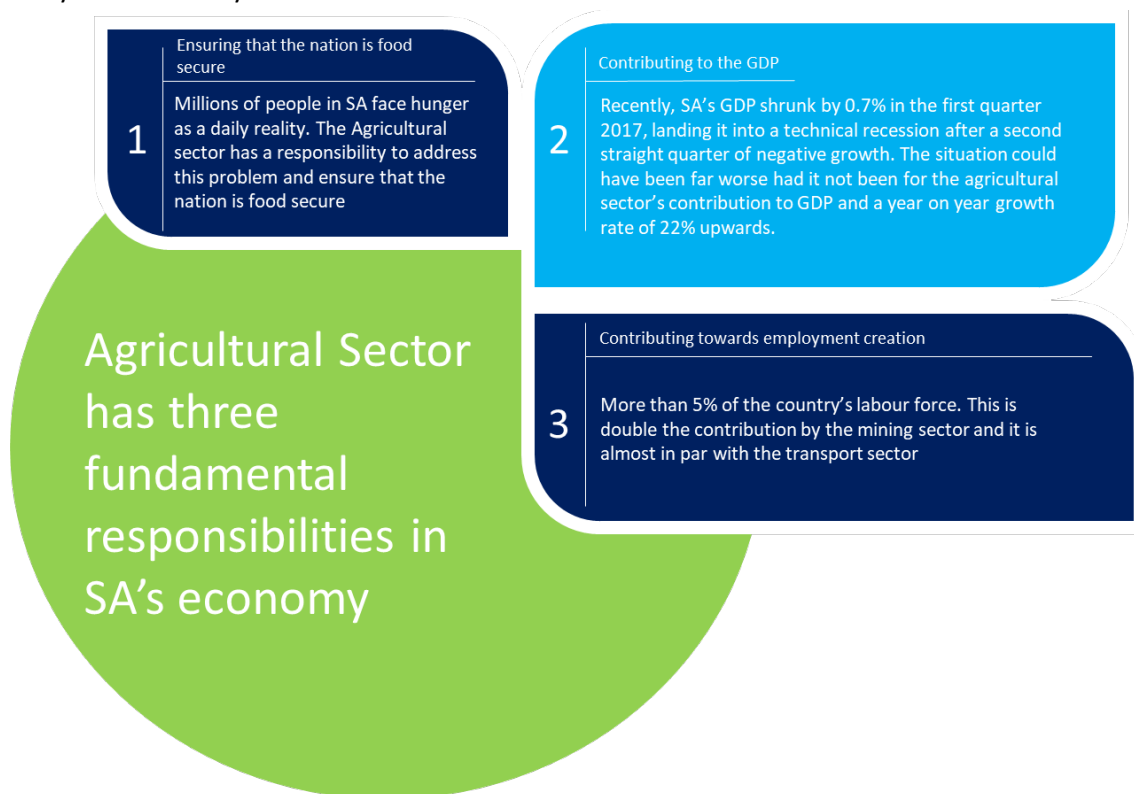 Agricultural Sector
has three
fundamental
responsibilities in
SA's economy
1
Ensuring that the nation is food
secure
Millions of people in SA face hunger
as a daily reality. The Agricultural
sector has a responsibility to address
this problem and ensure that the
nation is food secure
2
Contributing to the GDP
Recently, SA's GDP shrunk by 0.7% in the first quarter
2017, landing it into a technical recession after a second
straight quarter of negative growth. The situation could
have been far worse had it not been for the agricultural
sector's contribution to GDP and a year on year growth
rate of 22% upwards.
3
Contributing towards employment creation
More than 5% of the country's labour force. This is
double the contribution by the mining sector and it is
almost in par with the transport sector